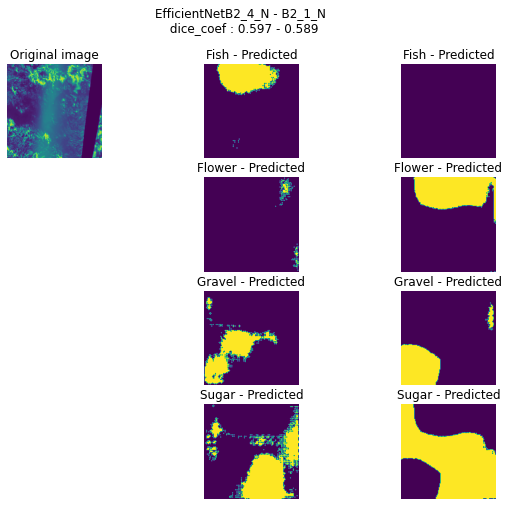 EfficientNetB2_4_N - B2_1_N
dice_coef : 0.597 - 0.589
Original image
Fish - Predicted
Fish - Predicted
Flower - Predicted
Flower - Predicted
Gravel - Predicted
Gravel - Predicted
Sugar - Predicted
Sugar - Predicted